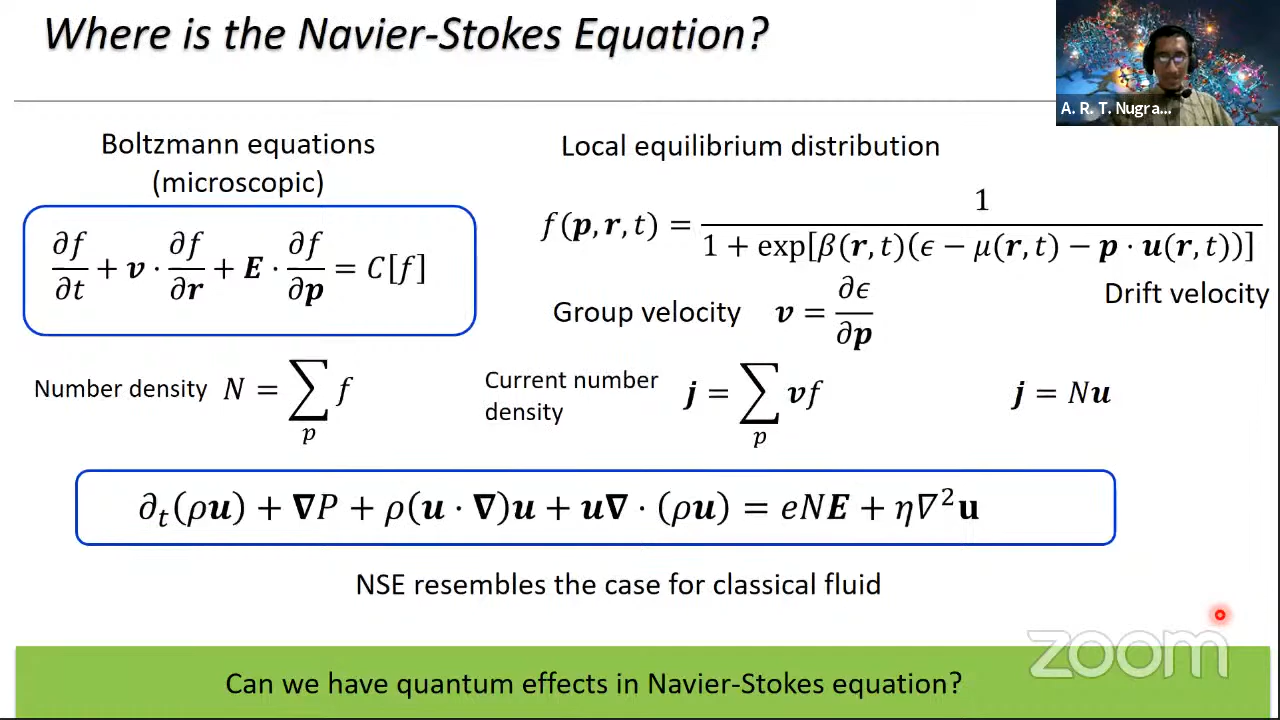 Where is the Navier-Stokes Equation?
A. R. T. Nugra...
Boltzmann equations
(microscopic)
∂f/∂t + v · ∂f/∂r + E · ∂f/∂p = C[f]
Local equilibrium distribution
f(p, r, t) = 1 / (1 + exp[β(r, t)(ϵ − μ(r, t) − p · u(r, t))])
Drift velocity
Group velocity v = ∂ϵ/∂p
Number density N = ∑_p f
Current number
density
j = ∑_p vf
j = Nu
∂_t(ρu) + ∇P + ρ(u · ∇)u + u∇ · (ρu) = eNE + η∇²u
NSE resembles the case for classical fluid
zoom
Can we have quantum effects in Navier-Stokes equation?